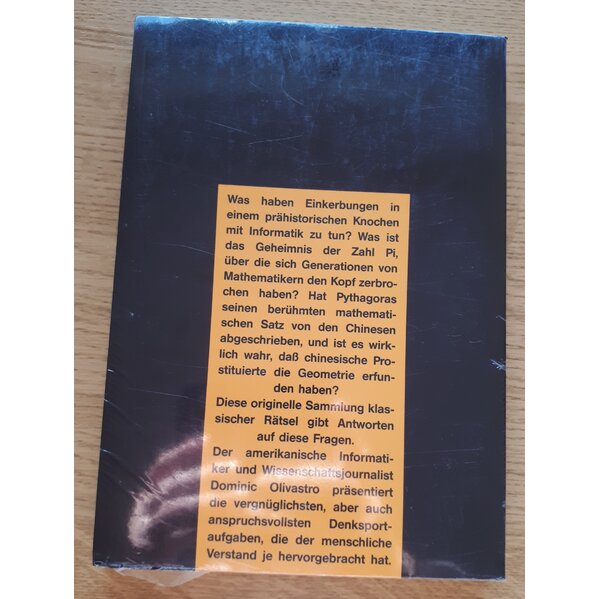 Was haben Einkerbungen in
einem prähistorischen Knochen
mit Informatik zu tun? Was ist
das Geheimnis der Zahl Pi,
über die sich Generationen von
Mathematikern den Kopf zerbro-
chen haben? Hat Pythagoras
seinen berühmten mathemati-
schen Satz von den Chinesen
abgeschrieben, und ist es wirk-
lich wahr, daß chinesische Pro-
stituierte die Geometrie erfun-
den haben?
Diese originelle Sammlung klas-
sischer Rätsel gibt Antworten
auf diese Fragen.
Der amerikanische Informati-
ker und Wissenschaftsjournalist
Dominic Olivastro präsentiert
die vergnüglichsten, aber auch
anspruchsvollsten Denksport-
aufgaben, die der menschliche
Verstand je hervorgebracht hat.